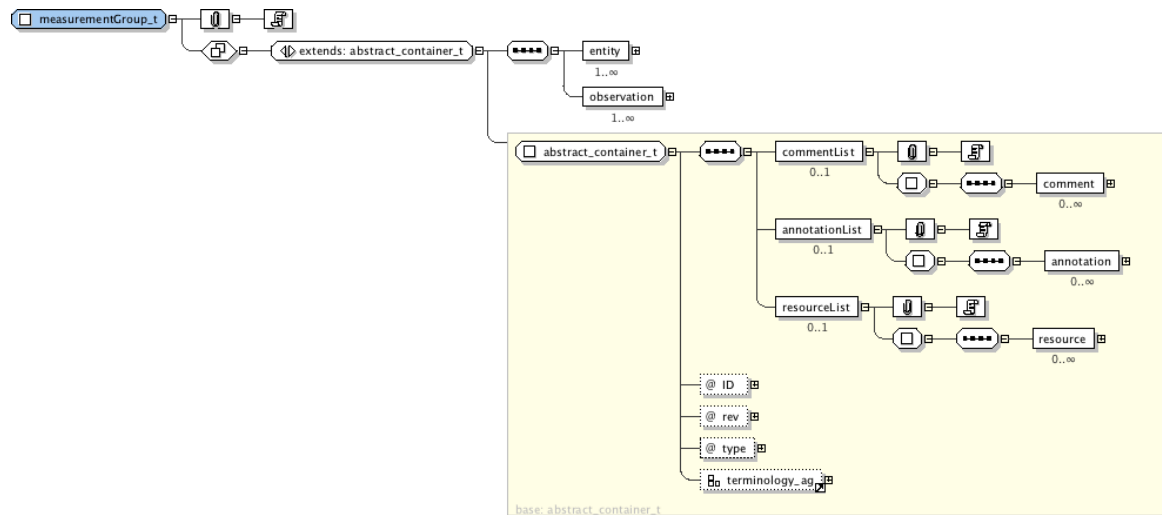 measurementGroup_t
extends: abstract_container_t
entity
1..∞
observation
1..∞
abstract_container_t
commentList
0..1
comment
0..∞
annotationList
0..1
annotation
0..∞
resourceList
0..1
resource
0..∞
@ ID
@ rev
@ type
terminology_ag
base: abstract_container_t